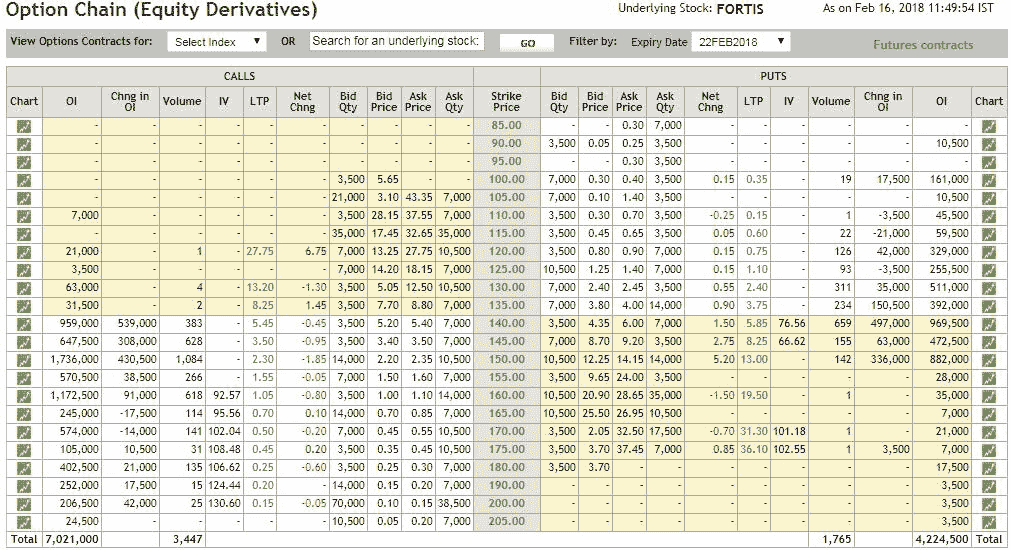 Option Chain (Equity Derivatives) Underlying Stock: FORTIS As on Feb 16, 2018 11:49:54 IST
View Options Contracts for: Select Index ▼ OR Search for an underlying stock: GO Filter by: Expiry Date 22FEB2018 ▼ Futures contracts
CALLS PUTS
Chart OI Chng in OI Volume IV LTP Net Chng Bid Qty Bid Price Ask Price Ask Qty Strike Price Bid Qty Bid Price Ask Price Ask Qty Net Chng LTP IV Volume Chng in OI OI Chart
- - - - - - - - - - 85.00 - - 0.30 7,000 - - - - - -
- - - - - - - - - - 90.00 3,500 0.05 0.25 3,500 - - - - - 10,500
- - - - - - - - - - 95.00 - - 0.30 3,500 - - - - - -
- - - - - - 3,500 5.65 - - 100.00 7,000 0.30 0.40 3,500 0.15 0.35 - 19 17,500 161,000
- - - - - - 21,000 3.10 43.35 7,000 105.00 7,000 0.10 1.40 3,500 - - - - - 10,500
7,000 - - - - - 3,500 28.15 37.55 7,000 110.00 3,500 0.30 0.70 3,500 -0.25 0.15 - 1 -3,500 45,500
- - - - - - 35,000 17.45 32.65 35,000 115.00 3,500 0.45 0.65 3,500 0.05 0.60 - 22 -21,000 59,500
21,000 - 1 - 27.75 6.75 7,000 13.25 27.75 10,500 120.00 3,500 0.80 0.90 7,000 0.15 0.75 - 126 42,000 329,000
3,500 - - - - - 7,000 14.20 18.15 7,000 125.00 10,500 1.25 1.40 7,000 0.15 1.10 - 93 -3,500 255,500
63,000 - 4 - 13.20 -1.30 3,500 5.05 12.50 10,500 130.00 7,000 2.40 2.45 3,500 0.55 2.40 - 311 35,000 511,000
31,500 - 2 - 8.25 1.45 3,500 7.70 8.80 7,000 135.00 7,000 3.80 4.00 14,000 0.90 3.75 - 234 150,500 392,000
959,000 539,000 383 - 5.45 -0.45 3,500 5.20 5.40 7,000 140.00 3,500 4.35 6.00 7,000 1.50 5.85 76.56 659 497,000 969,500
647,500 308,000 628 - 3.50 -0.95 3,500 3.40 3.50 7,000 145.00 7,000 8.70 9.20 3,500 2.75 8.25 66.62 155 63,000 472,500
1,736,000 430,500 1,084 - 2.30 -1.85 14,000 2.20 2.35 10,500 150.00 10,500 12.25 14.15 14,000 5.20 13.00 - 142 336,000 882,000
570,500 38,500 266 - 1.55 -0.05 7,000 1.50 1.60 7,000 155.00 3,500 9.65 24.00 3,500 - - - - - 28,000
1,172,500 91,000 618 92.57 1.05 -0.80 3,500 1.00 1.10 14,000 160.00 10,500 20.90 28.65 35,000 -1.50 19.50 - 1 - 35,000
245,000 -17,500 114 95.56 0.70 0.10 14,000 0.70 0.85 7,000 165.00 10,500 25.50 26.95 10,500 - - - - - 7,000
574,000 -14,000 141 102.04 0.50 -0.20 7,000 0.45 0.55 10,500 170.00 3,500 2.05 32.50 17,500 -0.70 31.30 101.18 1 - 21,000
105,000 10,500 31 108.48 0.45 0.20 3,500 0.35 0.45 10,500 175.00 3,500 3.70 37.45 7,000 0.85 36.10 102.55 1 3,500 7,000
402,500 21,000 135 106.62 0.25 -0.60 3,500 0.25 0.30 7,000 180.00 3,500 3.70 - - - - - - - 17,500
252,000 17,500 15 124.44 0.20 - 14,000 0.15 0.20 7,000 190.00 - - - - - - - - - 3,500
206,500 42,000 25 130.60 0.15 -0.05 70,000 0.10 0.15 38,500 200.00 - - - - - - - - - 3,500
24,500 - - - - - 10,500 0.05 0.20 7,000 205.00 - - - - - - - - - 3,500
Total 7,021,000 3,447 1,765 4,224,500 Total